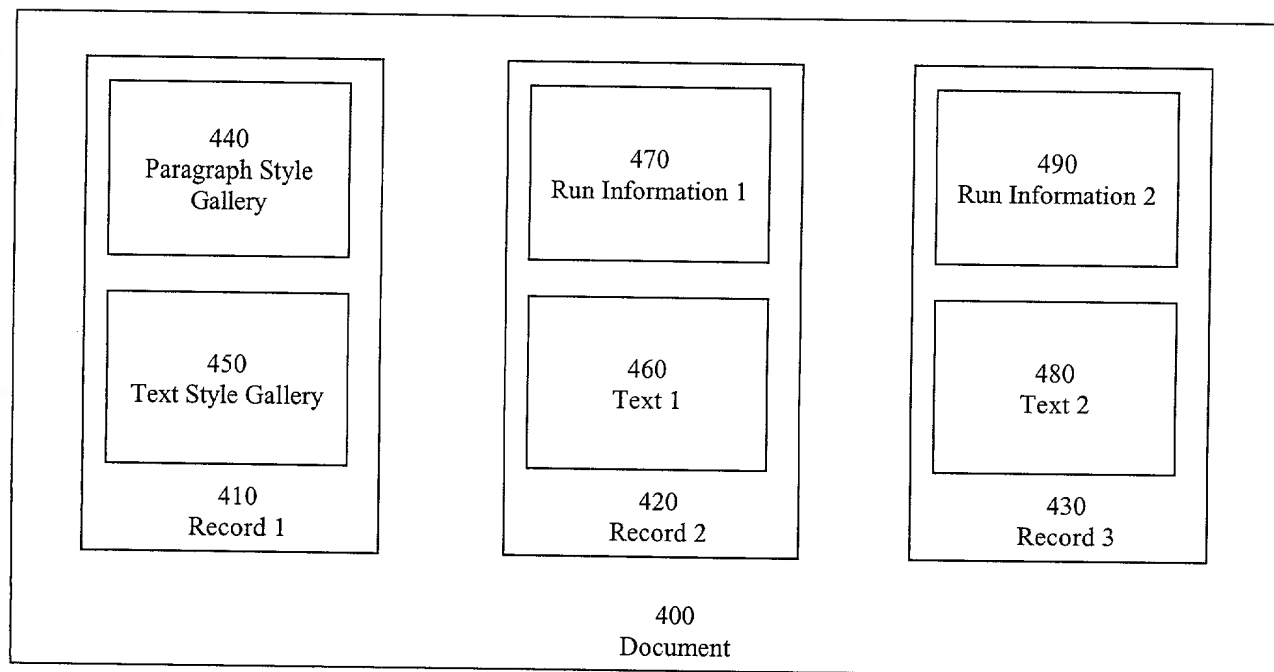 440
Paragraph Style
Gallery
450
Text Style Gallery
410
Record 1
470
Run Information 1
460
Text 1
420
Record 2
490
Run Information 2
480
Text 2
430
Record 3
400
Document